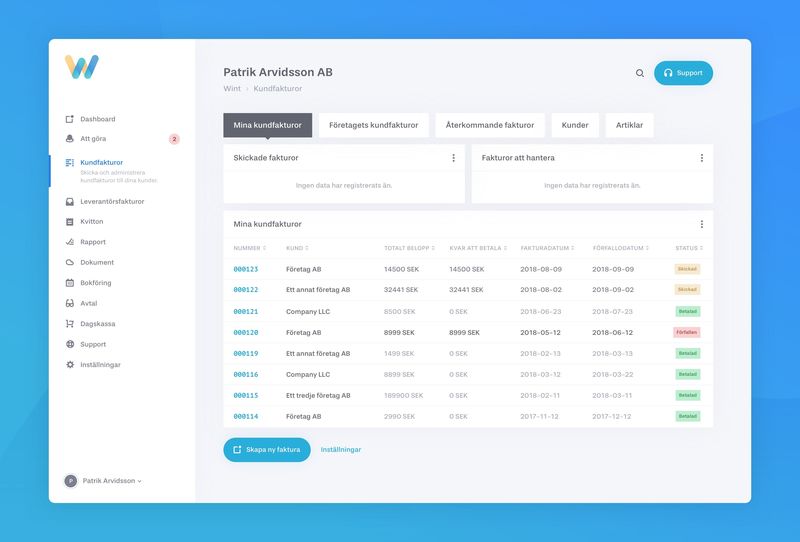 Dashboard
Att göra
2
Kundfakturor
Skicka och administrera
kundfakturor till dina kunder.
Leverantörsfakturor
Kvitton
Rapport
Dokument
Bokföring
Avtal
Dagskassa
Support
Inställningar
P Patrik Arvidsson
Patrik Arvidsson AB
Wint › Kundfakturor
Support
Mina kundfakturor
Företagets kundfakturor
Återkommande fakturor
Kunder
Artiklar
Skickade fakturor
Ingen data har registrerats än.
Fakturor att hantera
Ingen data har registrerats än.
Mina kundfakturor
NUMMER KUND TOTALT BELOPP KVAR ATT BETALA FAKTURADATUM FÖRFALLODATUM STATUS
000123 Företag AB 14500 SEK 14500 SEK 2018-08-09 2018-09-09 Skickad
000122 Ett annat företag AB 32441 SEK 32441 SEK 2018-08-02 2018-09-02 Skickad
000121 Company LLC 8500 SEK 0 SEK 2018-06-23 2018-07-23 Betalad
000120 Företag AB 8999 SEK 8999 SEK 2018-05-12 2018-06-12 Förfallen
000119 Ett annat företag AB 1499 SEK 0 SEK 2018-02-13 2018-03-13 Betalad
000116 Company LLC 8899 SEK 0 SEK 2018-03-12 2018-03-22 Betalad
000115 Ett tredje företag AB 189900 SEK 0 SEK 2018-02-11 2018-03-11 Betalad
000114 Företag AB 2990 SEK 0 SEK 2017-11-12 2017-12-12 Betalad
Skapa ny faktura
Inställningar